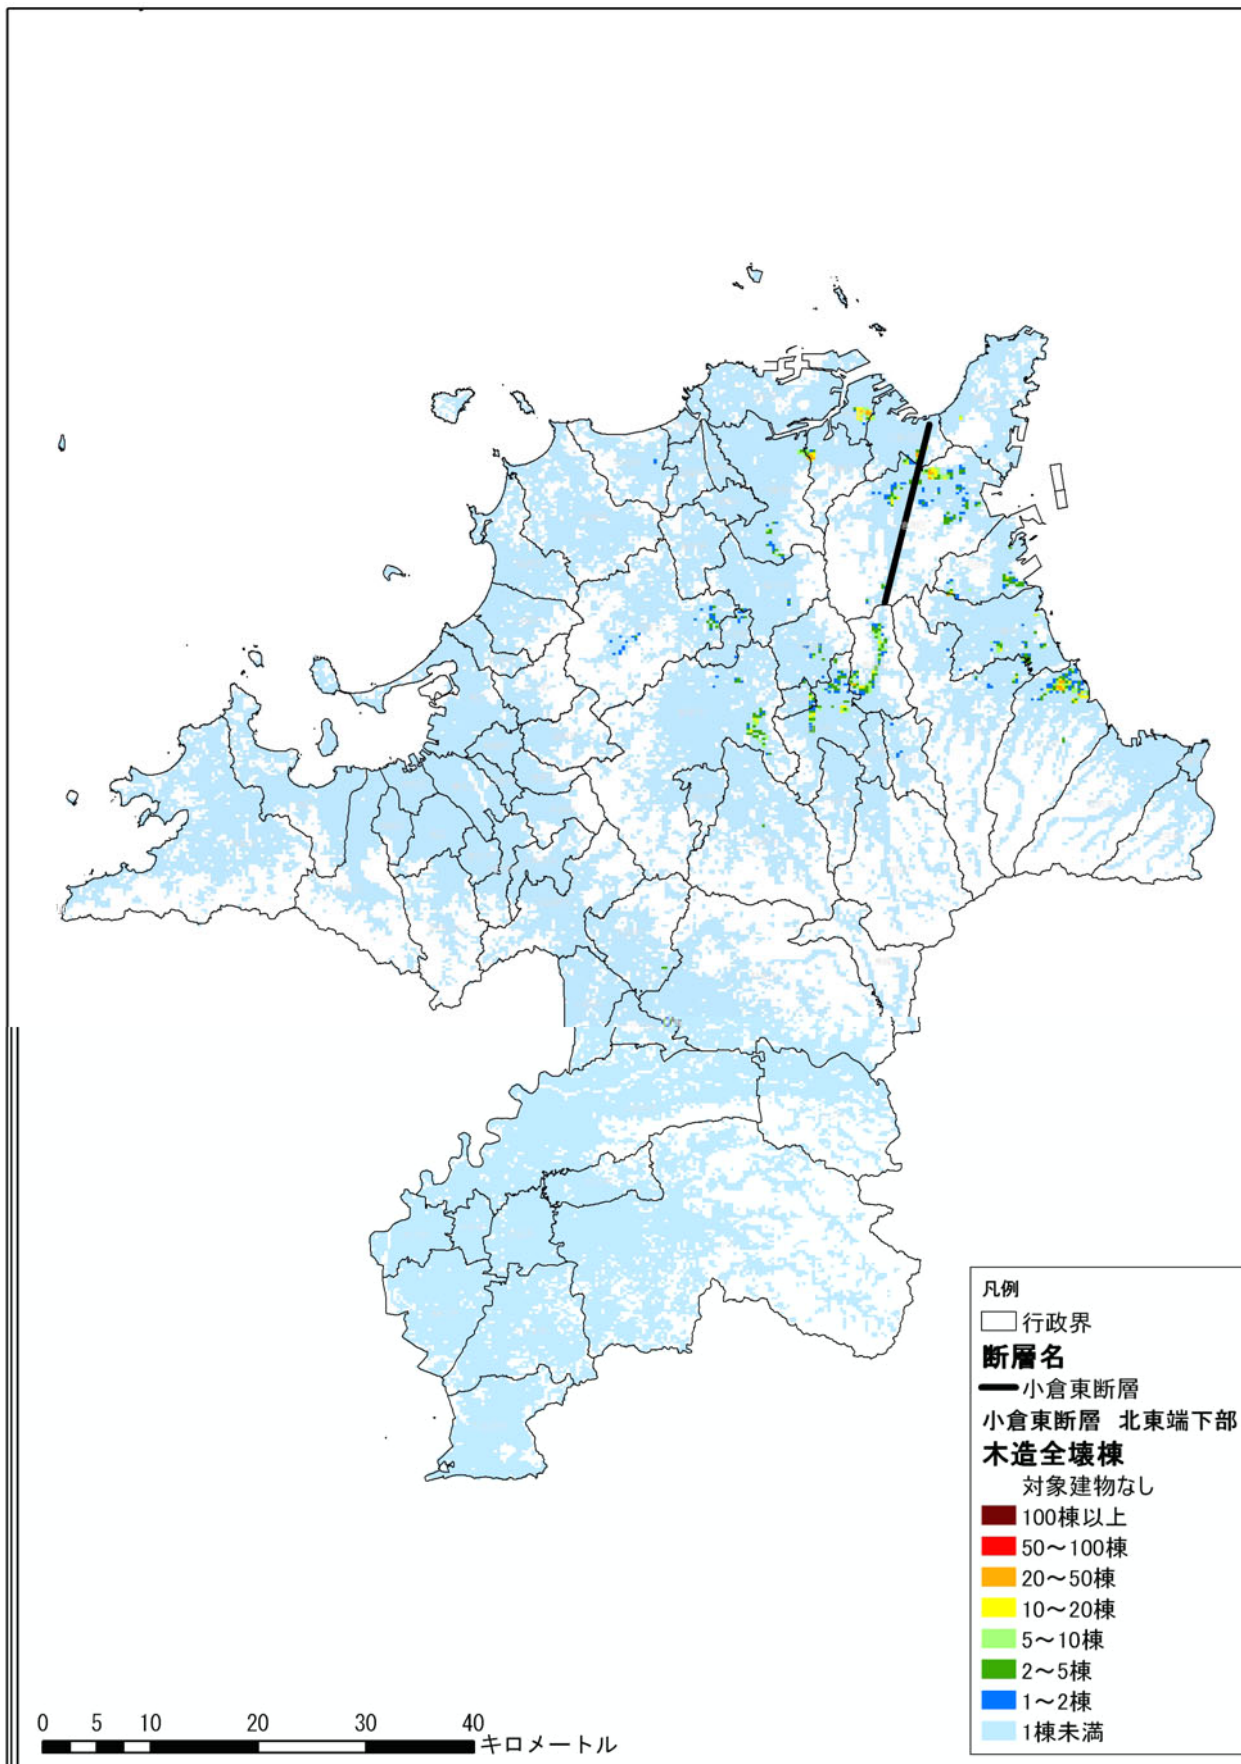 凡例
行政界
断層名
小倉東断層
小倉東断層 北東端下部
木造全壊棟
対象建物なし
100棟以上
50~100棟
20~50棟
10~20棟
5~10棟
2~5棟
1~2棟
1棟未満
0 5 10 20 30 40
キロメートル